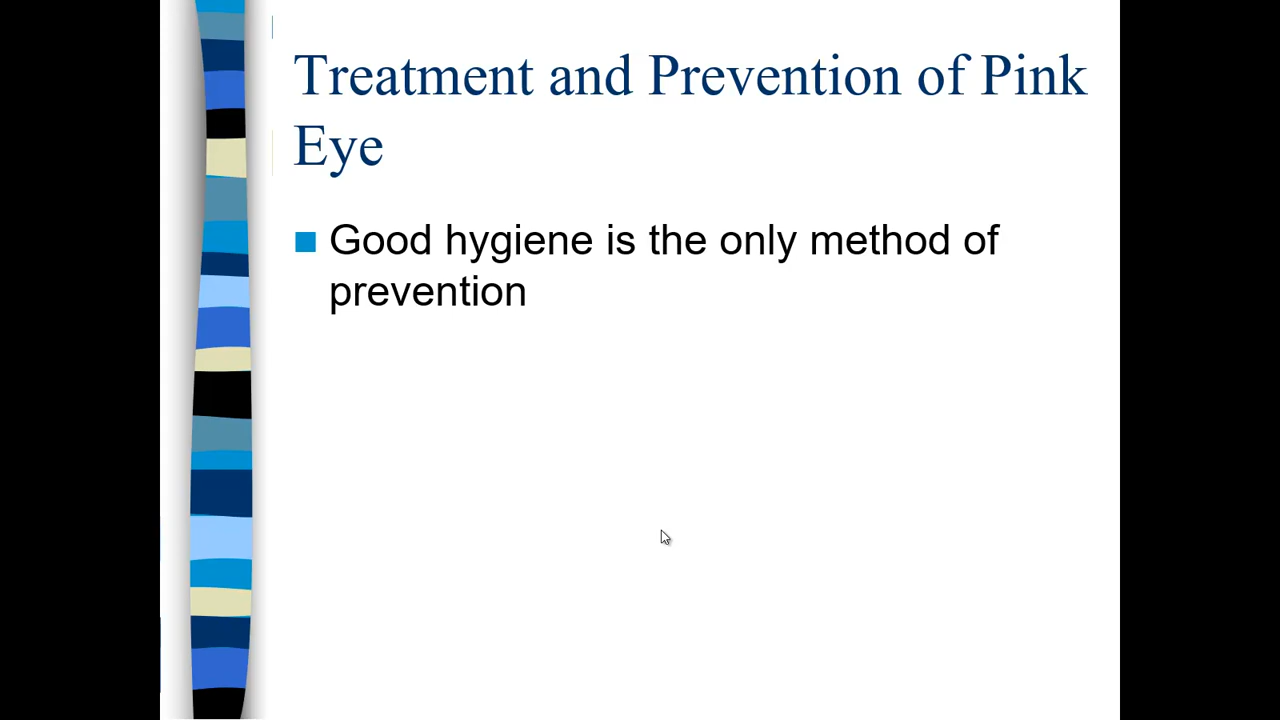 Treatment and Prevention of Pink
Eye
Good hygiene is the only method of
prevention